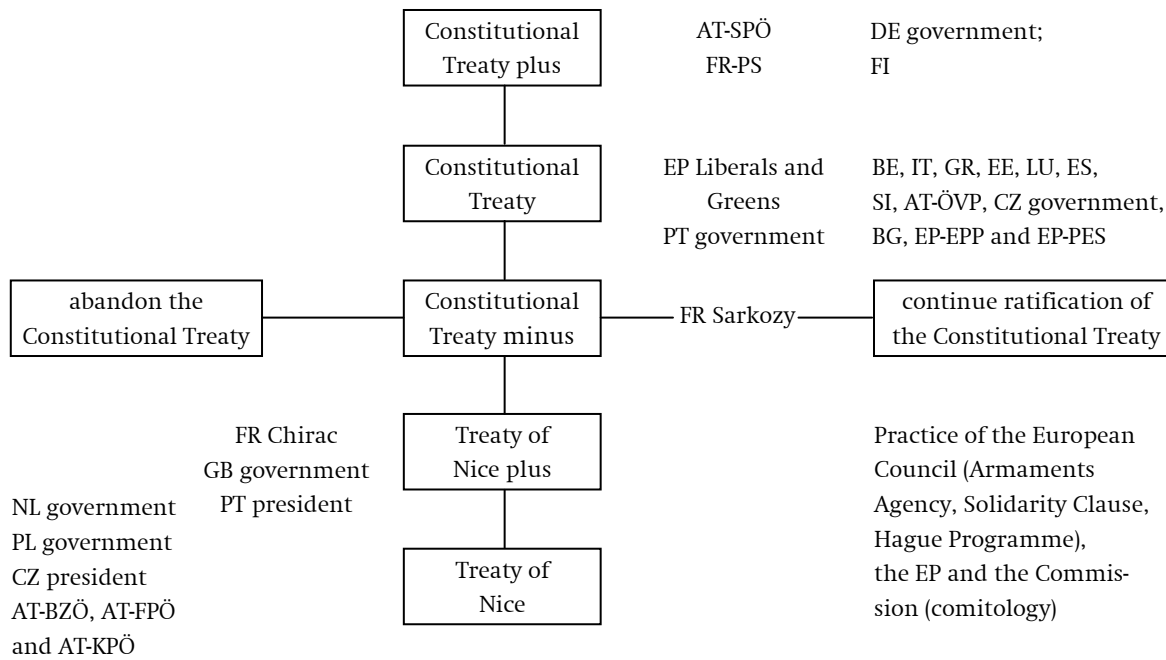 Constitutional
Treaty plus
AT-SPÖ
FR-PS
DE government;
FI
Constitutional
Treaty
EP Liberals and
Greens
PT government
BE, IT, GR, EE, LU, ES,
SI, AT-ÖVP, CZ government,
BG, EP-EPP and EP-PES
abandon the
Constitutional Treaty
Constitutional
Treaty minus
FR Sarkozy
continue ratification of
the Constitutional Treaty
FR Chirac
GB government
PT president
Treaty of
Nice plus
Practice of the European
Council (Armaments
Agency, Solidarity Clause,
Hague Programme),
the EP and the Commis-
sion (comitology)
NL government
PL government
CZ president
AT-BZÖ, AT-FPÖ
and AT-KPÖ
Treaty of
Nice